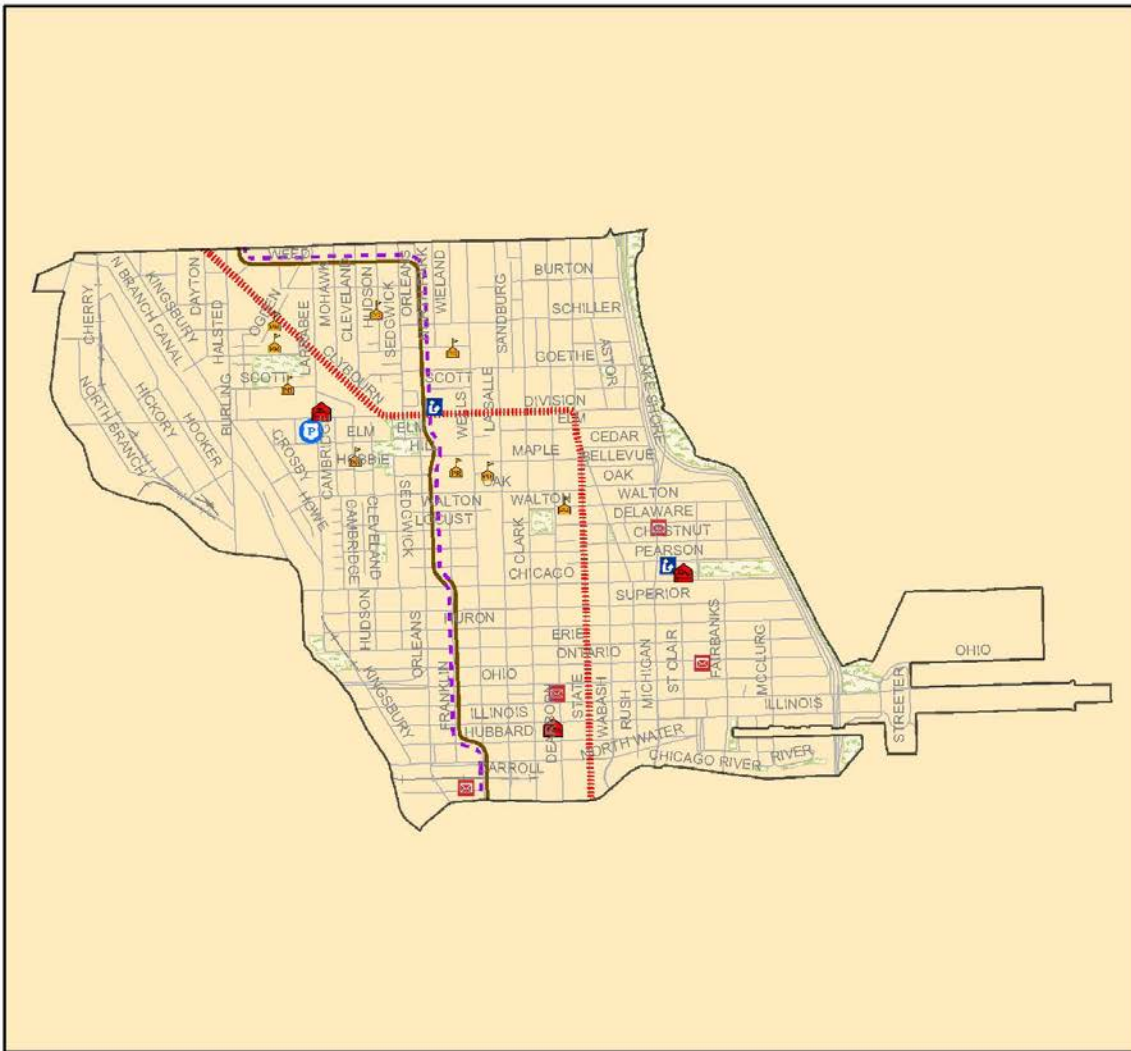 WEED
BURTON
N BRANCH CANAL
KINGSBURY
DAYTON
OGDEN
MOHAWK
CLEVELAND
HUDSON
SEDGWICK
ORLEANS
WIELAND
SANDBURG
SCHILLER
CHERRY
HALSTED
LARRABEE
CLYBOURN
GOETHE
ASTOR
LAKE SHORE
SCOTT
SCOTT
NORTH BRANCH
HICKORY
HOOKER
BURLING
WELLS
LASALLE
DIVISION
ELM
ELM
ELM
CEDAR
CROSBY
CAMBRIDGE
HOBBIE
MAPLE
BELLEVUE
OAK
OAK
HOWE
SEDGWICK
WALTON
WALTON
WALTON
DELAWARE
LOCUST
CLARK
CHESTNUT
CAMBRIDGE
CLEVELAND
PEARSON
CHICAGO
SUPERIOR
HUDSON
ORLEANS
ERIE
ONTARIO
MICHIGAN
ST CLAIR
FAIRBANKS
MCCLURG
OHIO
OHIO
KINGSBURY
FRANKLIN
DEARBORN
STATE
WABASH
RUSH
ILLINOIS
ILLINOIS
STREETER
HUBBARD
NORTH WATER
CHICAGO RIVER
RIVER
P